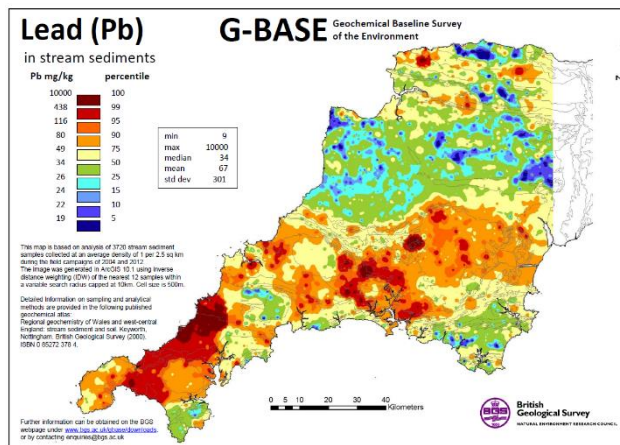 Lead (Pb)
in stream sediments
G-BASE Geochemical Baseline Survey
of the Environment
Pb mg/kg percentile
10000 100
438 99
116 95
80 90
49 75
34 50
26 25
24 15
22 10
19 5
min 9
max 10000
median 34
mean 67
std dev 301
This map is based on analysis of 3720 stream sediment
samples collected at an average density of 1 per 2.5 sq km
during the field campaigns of 2004 and 2012
The image was generated in ArcGIS 10.1 using inverse
distance weighting (IDW) of the nearest 12 samples within
a variable search radius capped at 10km. Cell size is 500m.
Detailed Information on sampling and analytical
methods are provided in the following published
geochemical atlas:
Regional geochemistry of Wales and west-central
England: stream sediment and soil. Keyworth,
Nottingham: British Geological Survey (2000).
ISBN 0 85272 378 4.
Further information can be obtained on the BGS
webpage under www.bgs.ac.uk/gbase/downloads,
or by contacting enquiries@bgs.ac.uk
0 5 10 20 30 40
Kilometers
BGS
British
Geological Survey
NATURAL ENVIRONMENT RESEARCH COUNCIL